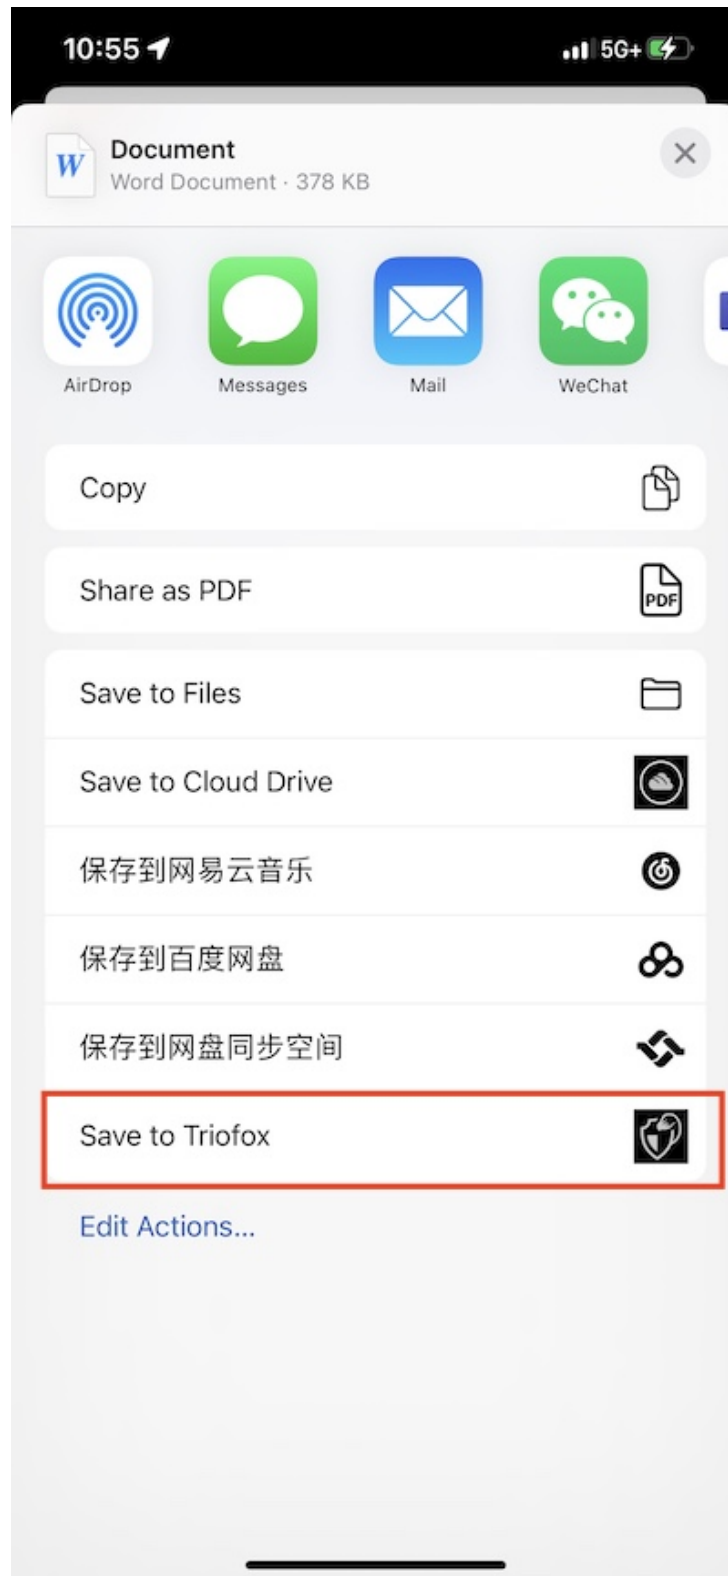 10:55
5G+
W
Document
Word Document · 378 KB
AirDrop
Messages
Mail
WeChat
Copy
Share as PDF
PDF
Save to Files
Save to Cloud Drive
保存到网易云音乐
保存到百度网盘
保存到网盘同步空间
Save to Triofox
Edit Actions...